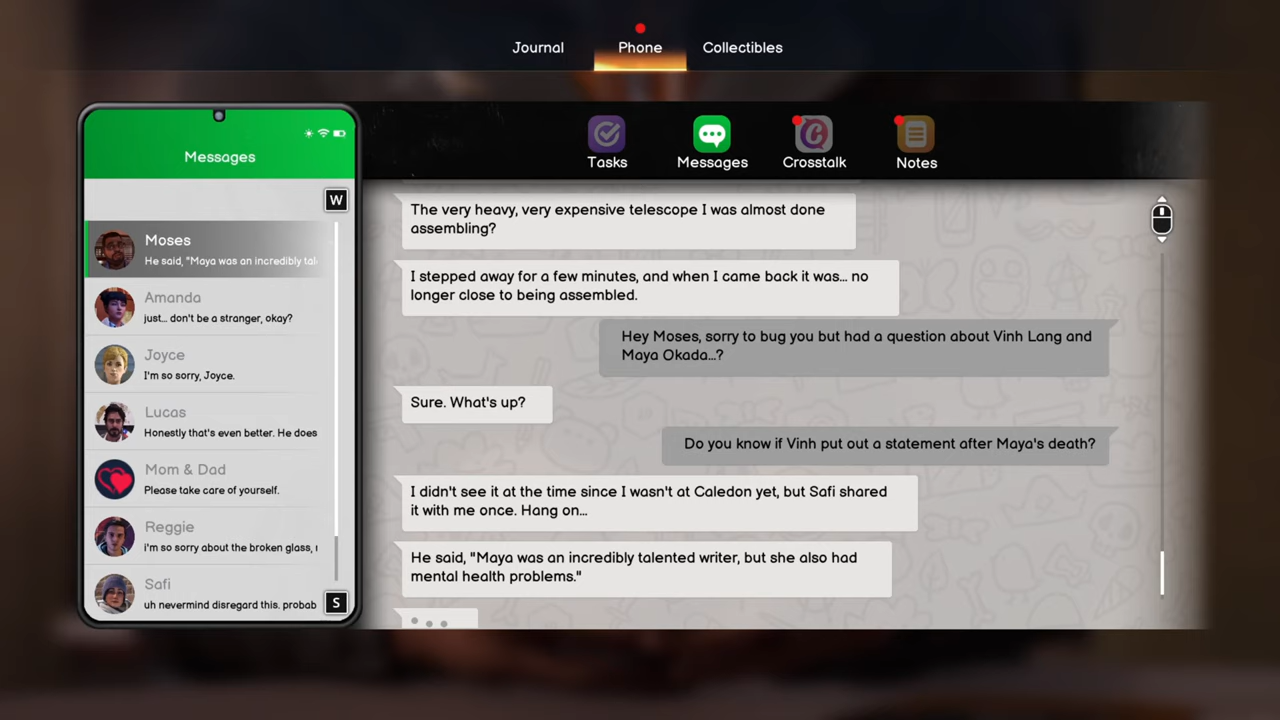 Journal
Phone
Collectibles
Messages
Tasks
Messages
Crosstalk
Notes
W
Moses
He said, "Maya was an incredibly tal
Amanda
just... don't be a stranger, okay?
Joyce
I'm so sorry, Joyce.
Lucas
Honestly that's even better. He does
Mom & Dad
Please take care of yourself.
Reggie
i'm so sorry about the broken glass, r
Safi
uh nevermind disregard this. probab
S
The very heavy, very expensive telescope I was almost done
assembling?
I stepped away for a few minutes, and when I came back it was... no
longer close to being assembled.
Hey Moses, sorry to bug you but had a question about Vinh Lang and
Maya Okada...?
Sure. What's up?
Do you know if Vinh put out a statement after Maya's death?
I didn't see it at the time since I wasn't at Caledon yet, but Safi shared
it with me once. Hang on...
He said, "Maya was an incredibly talented writer, but she also had
mental health problems."